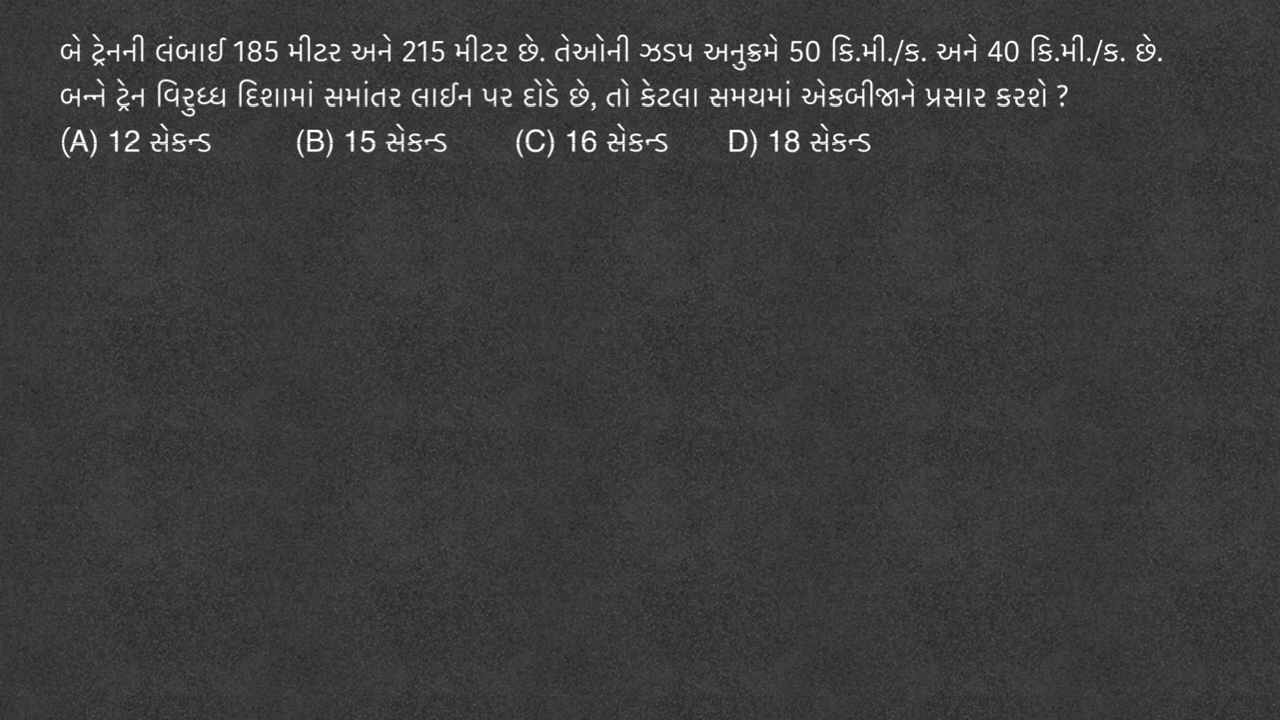 બે ટ્રેનની લંબાઈ 185 મીટર અને 215 મીટર છે. તેઓની ઝડપ અનુક્રમે 50 કિ.મી./ક. અને 40 કિ.મી./ક. છે.
બન્ને ટ્રેન વિરુધ્ધ દિશામાં સમાંતર લાઈન પર દોડે છે, તો કેટલા સમયમાં એકબીજાને પ્રસાર કરશે ?
(A) 12 સેકન્ડ (B) 15 સેકન્ડ (C) 16 સેકન્ડ D) 18 સેકન્ડ